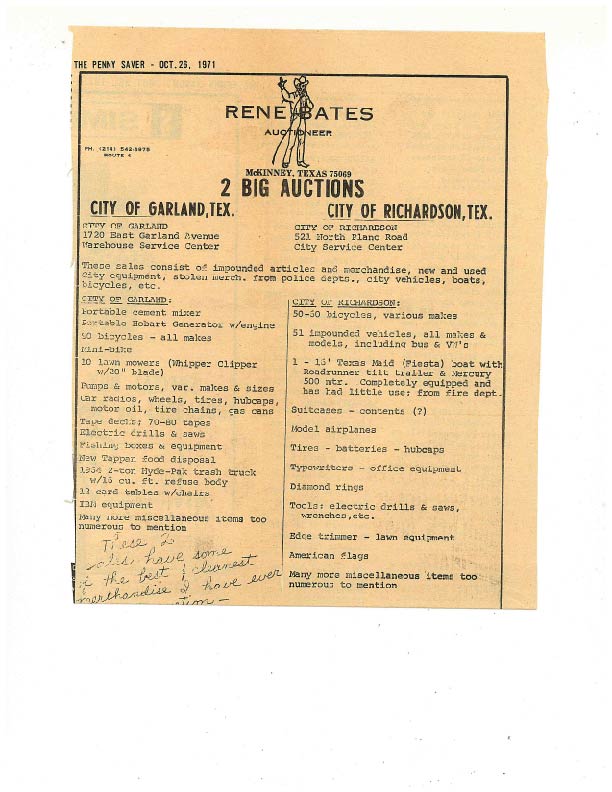 THE PENNY SAVER - OCT. 26, 1971
RENE BATES
AUCTIONEER
PH. (214) 542-5975
ROUTE 4
McKINNEY, TEXAS 75069
2 BIG AUCTIONS
CITY OF GARLAND, TEX.
CITY OF GARLAND
1720 East Garland Avenue
Warehouse Service Center
CITY OF RICHARDSON, TEX.
CITY OF RICHARDSON
521 North Plano Road
City Service Center
These sales consist of impounded articles and merchandise, new and used
City equipment, stolen merch. from police depts., city vehicles, boats,
bicycles, etc.
CITY OF GARLAND:
Portable cement mixer
Portable Hobart Generator w/engine
90 bicycles - all makes
Mini-bike
10 lawn mowers (Whipper Clipper
w/20" blade)
Pumps & motors, var. makes & sizes
Car radios, wheels, tires, hubcaps,
motor oil, tire chains, gas cans
Tape decks; 70-80 tapes
Electric drills & saws
Fishing boxes & equipment
New Tappan food disposal
2-ton Hyde-Pak trash truck
w/16 cu. ft. refuse body
card tables w/chairs
IBM equipment
Many more miscellaneous items too
numerous to mention
These 2
sales have some
the best & cleanest
merchandise I have ever
CITY OF RICHARDSON:
50-60 bicycles, various makes
51 impounded vehicles, all makes &
models, including bus & VW's
1 - 16' Texas Maid (Fiesta) boat with
Roadrunner tilt trailer & Mercury
500 mtr. Completely equipped and
has had little use; from fire dept.
Suitcases - contents (?)
Model airplanes
Tires - batteries - hubcaps
Typewriters - office equipment
Diamond rings
Tools: electric drills & saws,
wrenches, etc.
Edge trimmer - lawn equipment
American flags
Many more miscellaneous items too
numerous to mention